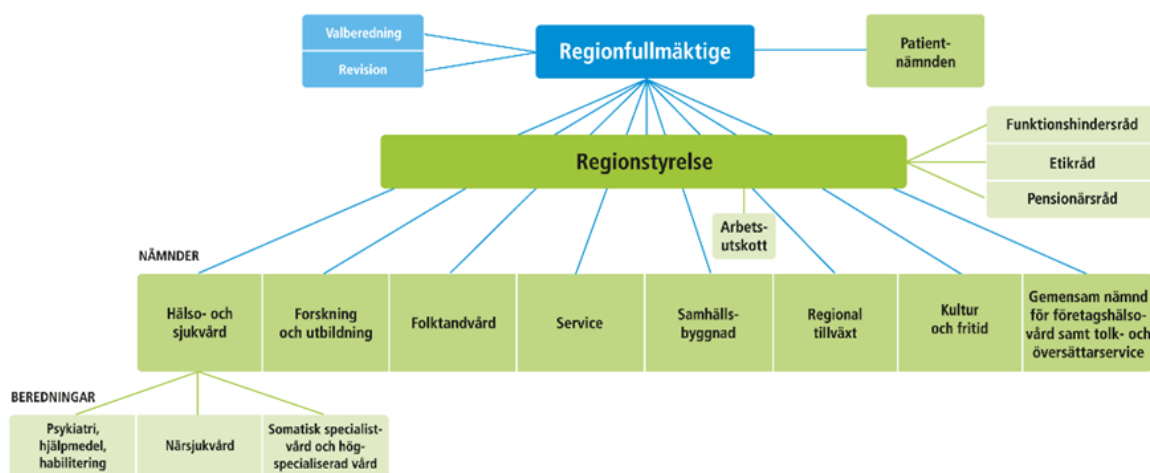 Valberedning
Revision
Regionfullmäktige
Patient-
nämnden
Regionstyrelse
Funktionshindersråd
Etikråd
Pensionärsråd
Arbets-
utskott
NÄMNDER
Hälso- och
sjukvård
Forskning
och utbildning
Folktandvård
Service
Samhälls-
byggnad
Regional
tillväxt
Kultur
och fritid
Gemensam nämnd
för företagshälso-
vård samt tolk- och
översättarservice
BEREDNINGAR
Psykiatri,
hjälpmedel,
habilitering
Närsjukvård
Somatisk specialist-
vård och hög-
specialiserad vård